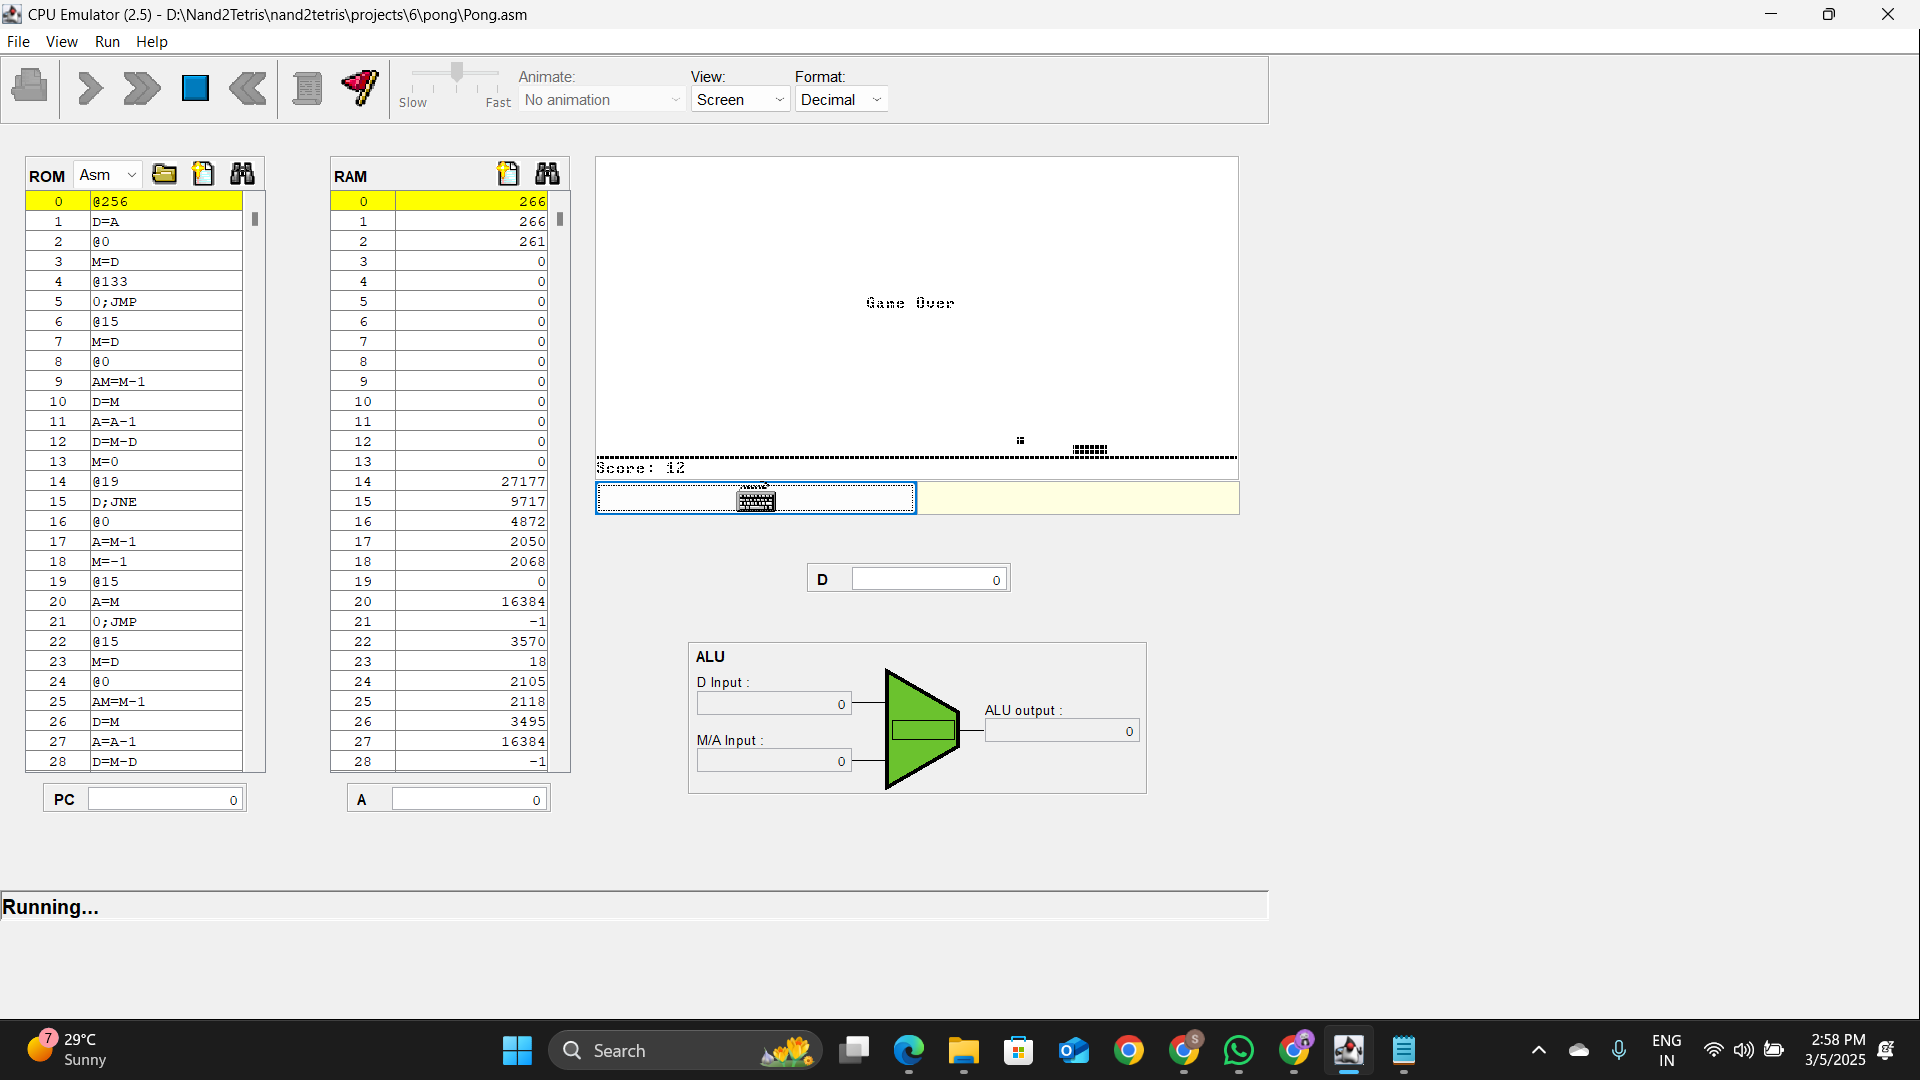 CPU Emulator (2.5) - D:\Nand2Tetris\nand2tetris\projects\6\pong\Pong.asm
File View Run Help
Slow Fast
Animate:
No animation
View:
Screen
Format:
Decimal
ROM Asm
0 @256
1 D=A
2 @0
3 M=D
4 @133
5 0;JMP
6 @15
7 M=D
8 @0
9 AM=M-1
10 D=M
11 A=A-1
12 D=M-D
13 M=0
14 @19
15 D;JNE
16 @0
17 A=M-1
18 M=-1
19 @15
20 A=M
21 0;JMP
22 @15
23 M=D
24 @0
25 AM=M-1
26 D=M
27 A=A-1
28 D=M-D
PC 0
RAM
0 266
1 266
2 261
3 0
4 0
5 0
6 0
7 0
8 0
9 0
10 0
11 0
12 0
13 0
14 27177
15 9717
16 4872
17 2050
18 2068
19 0
20 16384
21 -1
22 3570
23 18
24 2105
25 2118
26 3495
27 16384
28 -1
A 0
Game Over
Score: 12
D 0
ALU
D Input :
0
M/A Input :
0
ALU output :
0
Running...
7
29°C
Sunny
Search
S
ENG
IN
2:58 PM
3/5/2025